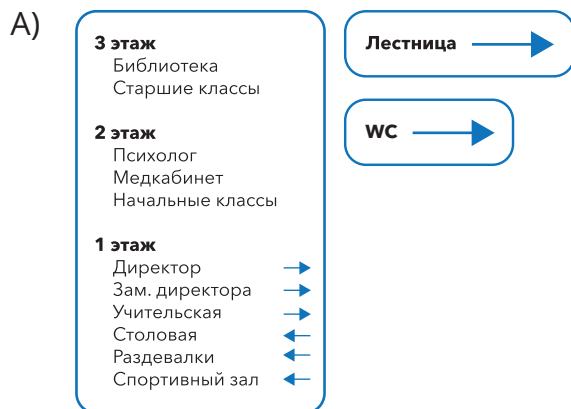 А)
3 этаж
Библиотека
Старшие классы
2 этаж
Психолог
Медкабинет
Начальные классы
1 этаж
Директор
Зам. директора
Учительская
Столовая
Раздевалки
Спортивный зал
Лестница
WC